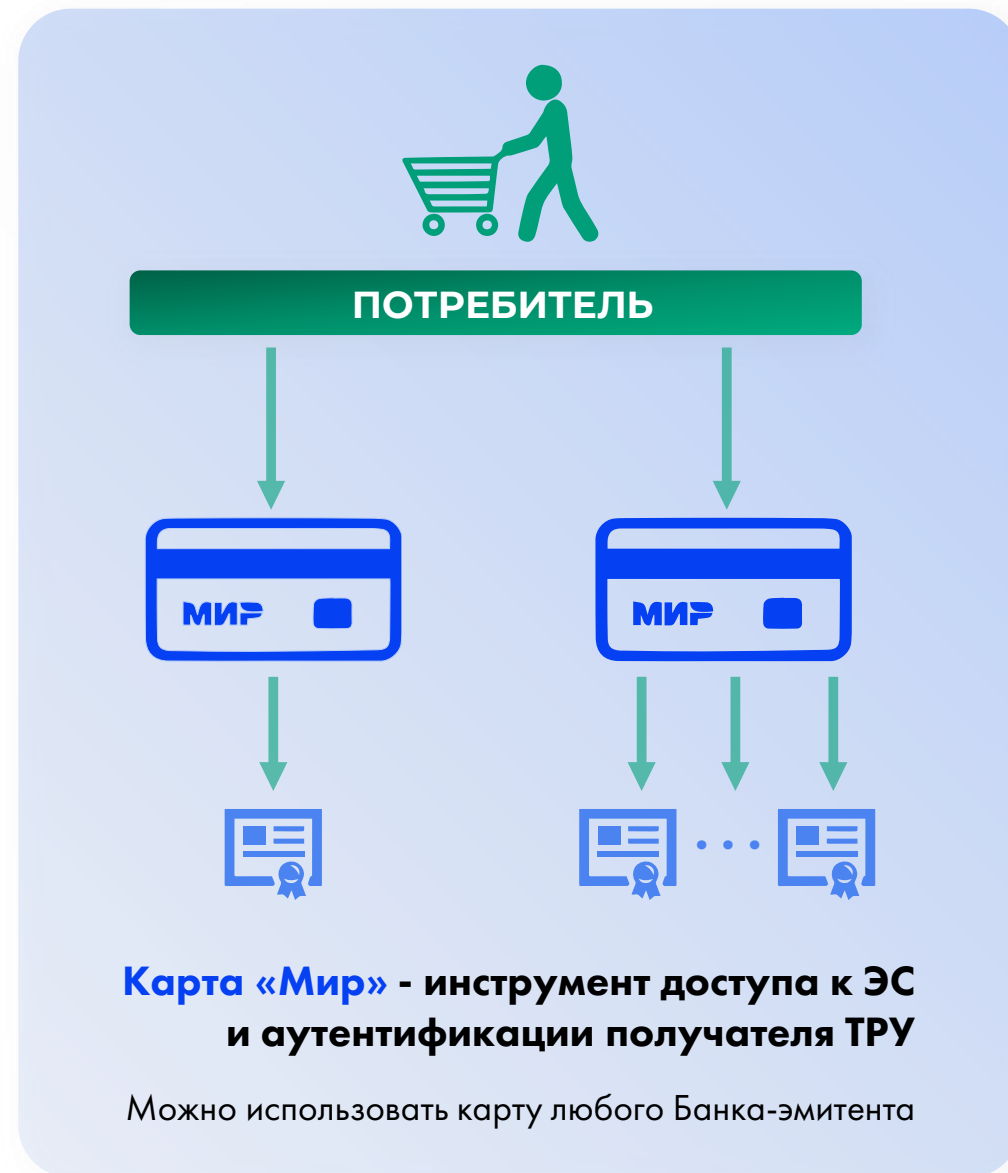 ПОТРЕБИТЕЛЬ
МИР МИР
Карта «Мир» - инструмент доступа к ЭС
и аутентификации получателя ТРУ
Можно использовать карту любого Банка-эмитента